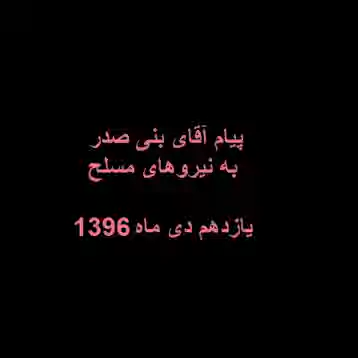 پیام آقای بنی صدر
به نیروهای مسلح
یازدهم دی ماه 1396